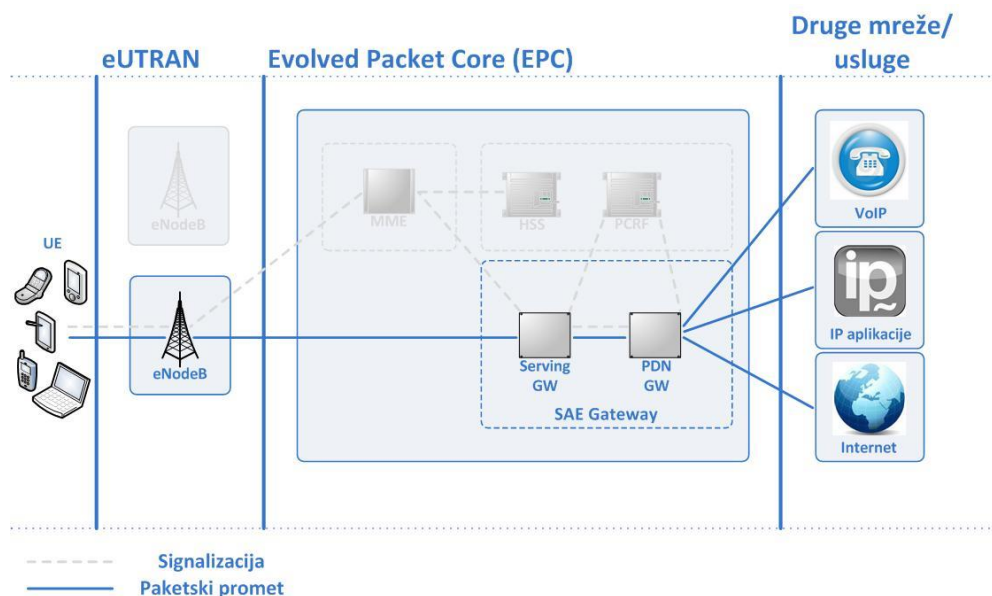 eUTRAN
Evolved Packet Core (EPC)
Druge mreže/
usluge
eNodeB
MME
HSS
PCRF
VoIP
UE
eNodeB
Serving
GW
PDN
GW
SAE Gateway
ip
IP aplikacije
Internet
Signalizacija
Paketski promet